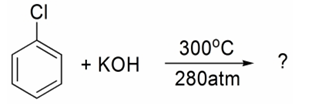 Cl
+ KOH 300°C ?
280atm